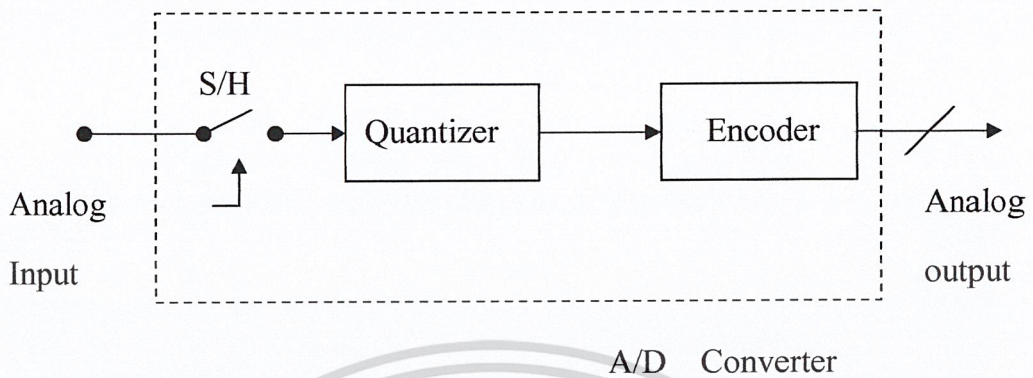 S/H
Quantizer
Encoder
Analog
Input
Analog
output
A/D Converter